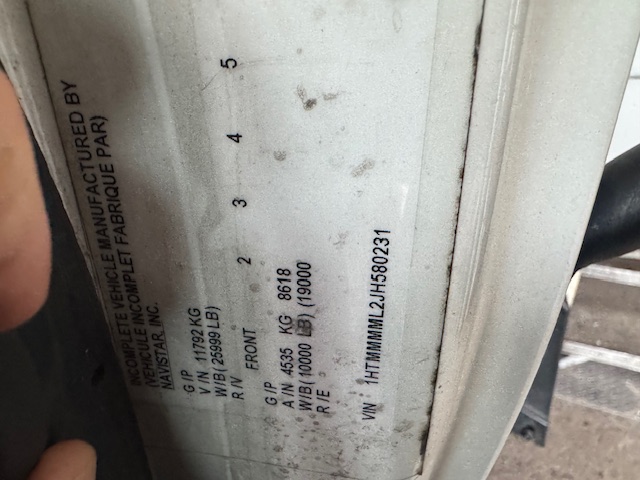 INCOMPLETE VEHICLE MANUFACTURED BY
(VEHICULE INCOMPLET FABRIQUE PAR)
NAVISTAR, INC.
G / P
V / N 11792 KG
W/B ( 25999 LB)
R / V FRONT 2 3 4 5
G / P
A / N 4535 KG 8618
W/B ( 10000 LB) (19000
R / E
VIN 1HTMMMML2JH580231